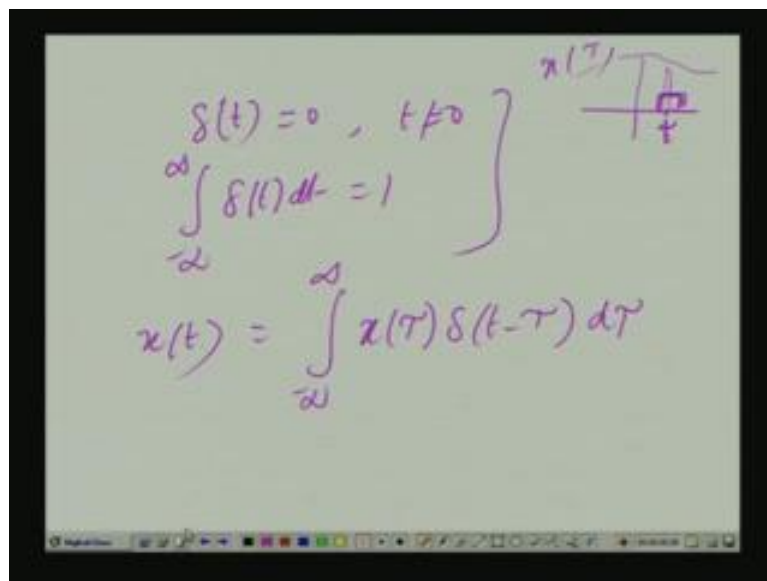 δ(t) = 0 , t ≠ 0
∫_{-∞}^{∞} δ(t) dt = 1
x(t) = ∫_{-∞}^{∞} x(τ) δ(t-τ) dτ
x(τ)
t